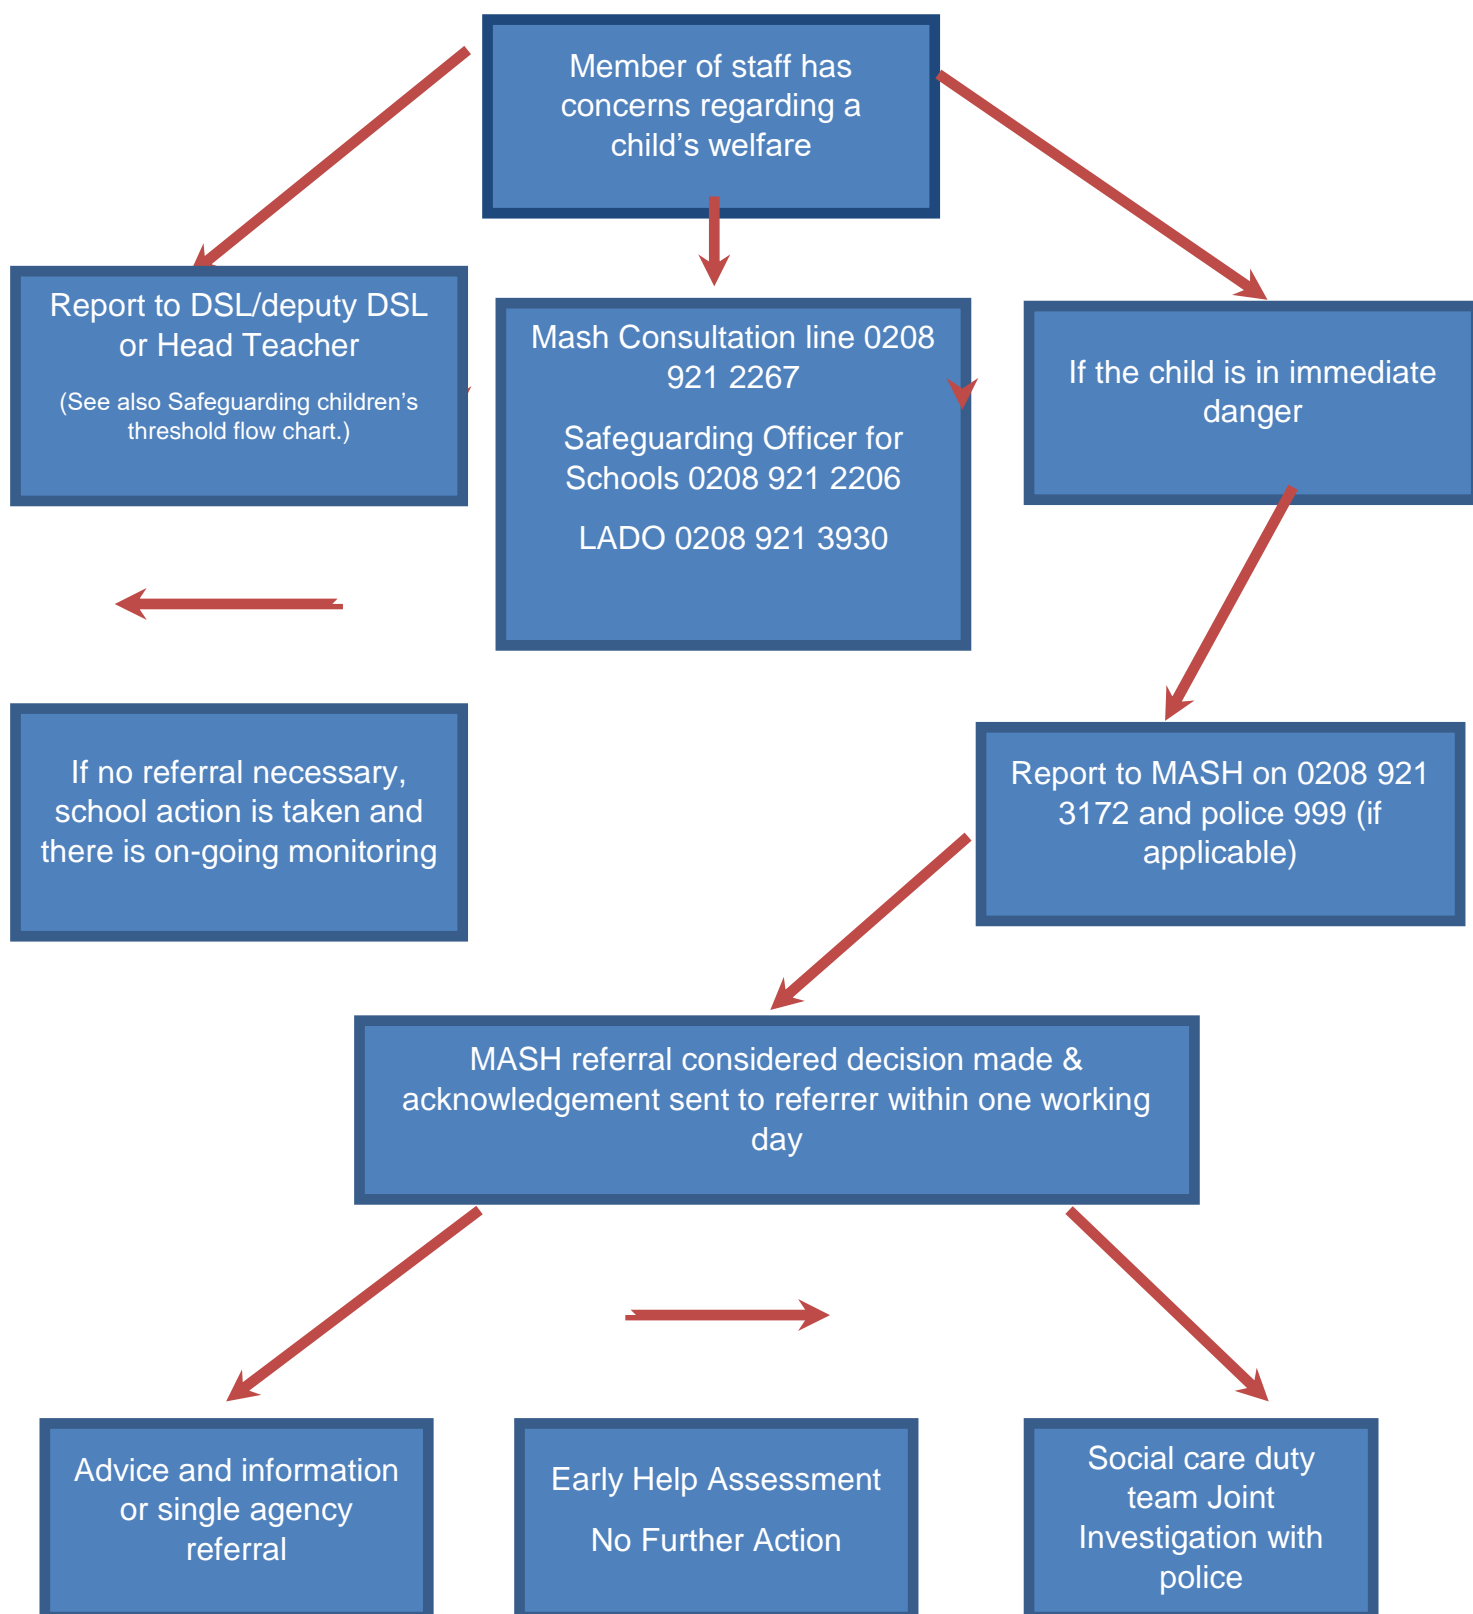 Member of staff has
concerns regarding a
child’s welfare
Report to DSL/deputy DSL
or Head Teacher
(See also Safeguarding children’s
threshold flow chart.)
Mash Consultation line 0208
921 2267
Safeguarding Officer for
Schools 0208 921 2206
LADO 0208 921 3930
If the child is in immediate
danger
If no referral necessary,
school action is taken and
there is on-going monitoring
Report to MASH on 0208 921
3172 and police 999 (if
applicable)
MASH referral considered decision made &
acknowledgement sent to referrer within one working
day
Advice and information
or single agency
referral
Early Help Assessment
No Further Action
Social care duty
team Joint
Investigation with
police